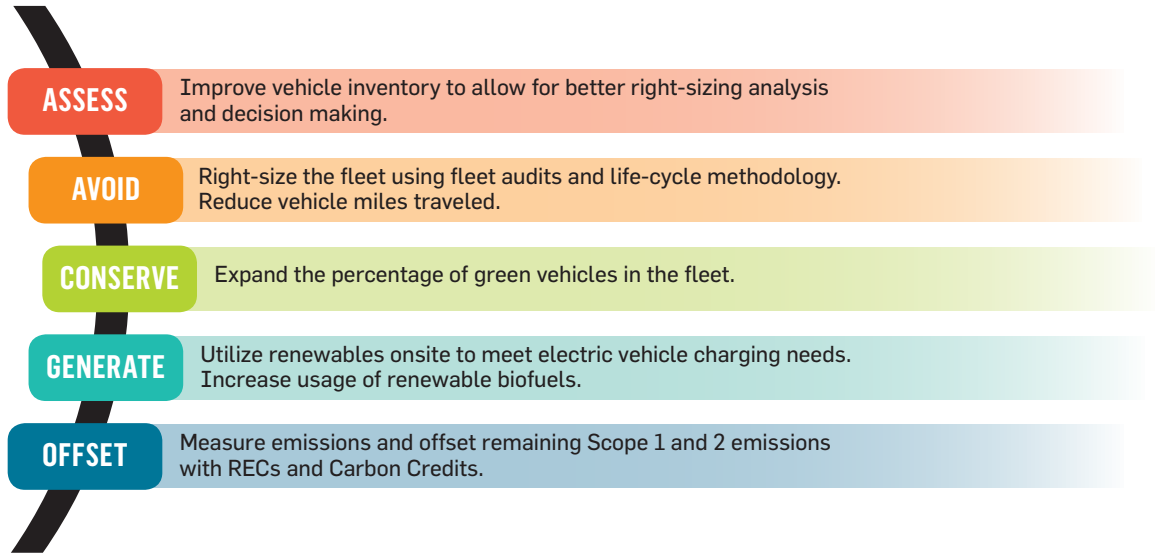 ASSESS
Improve vehicle inventory to allow for better right-sizing analysis
and decision making.
AVOID
Right-size the fleet using fleet audits and life-cycle methodology.
Reduce vehicle miles traveled.
CONSERVE
Expand the percentage of green vehicles in the fleet.
GENERATE
Utilize renewables onsite to meet electric vehicle charging needs.
Increase usage of renewable biofuels.
OFFSET
Measure emissions and offset remaining Scope 1 and 2 emissions
with RECs and Carbon Credits.